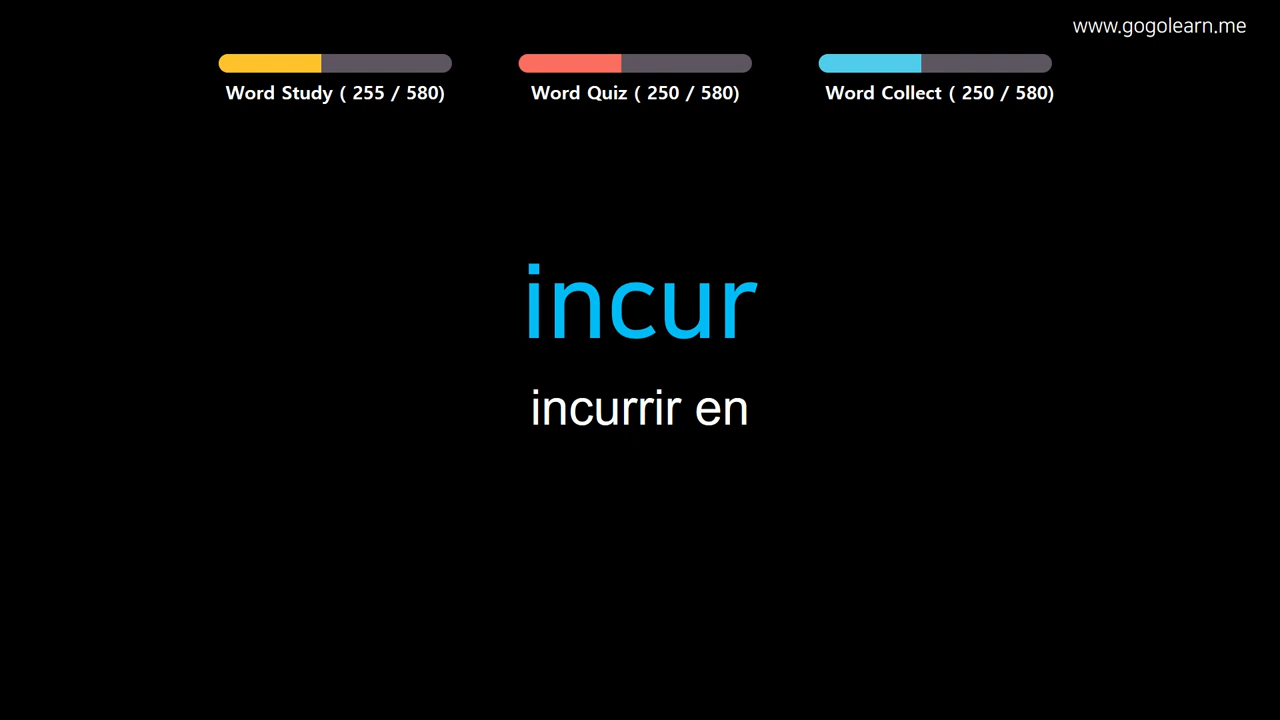 www.gogolearn.me
Word Study ( 255 / 580)
Word Quiz ( 250 / 580)
Word Collect ( 250 / 580)
incur
incurrir en